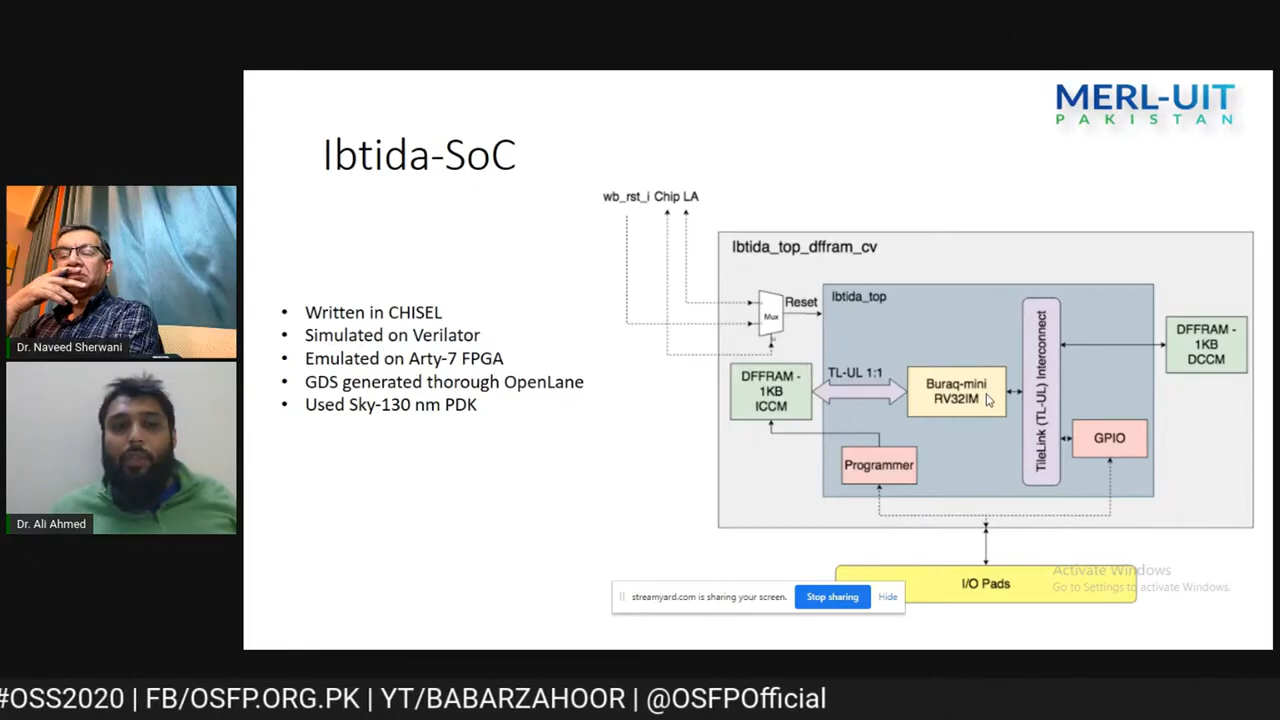 MERL-UIT
PAKISTAN
Ibtida-SoC
wb_rst_i Chip LA
Ibtida_top_dffram_cv
Mux
Reset
Ibtida_top
• Written in CHISEL
• Simulated on Verilator
• Emulated on Arty-7 FPGA
• GDS generated thorough OpenLane
• Used Sky-130 nm PDK
DFFRAM -
1KB
ICCM
TL-UL 1:1
Buraq-mini
RV32IM
TileLink (TL-UL) Interconnect
DFFRAM -
1KB
DCCM
GPIO
Programmer
I/O Pads
Activate Windows
Go to Settings to activate Windows.
streamyard.com is sharing your screen.
Stop sharing
Hide
Dr. Naveed Sherwani
Dr. Ali Ahmed
#OSS2020 | FB/OSFP.ORG.PK | YT/BABARZAHOOR | @OSFPOfficial